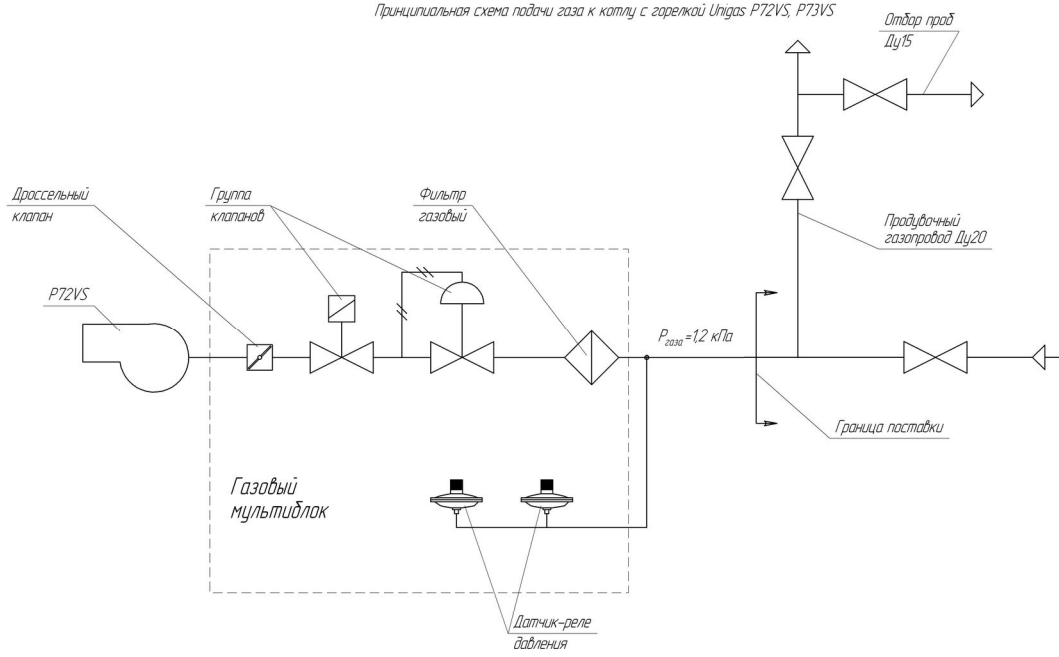 Принципиальная схема подачи газа к котлу с горелкой Unigas P72VS, P73VS
Отбор проб
Ду15
Дроссельный
клапан
Группа
клапанов
Фильтр
газовый
Продувочный
газопровод Ду20
P72VS
Pгаза=1,2 кПа
Граница поставки
Газовый
мультиблок
Датчик-реле
давления